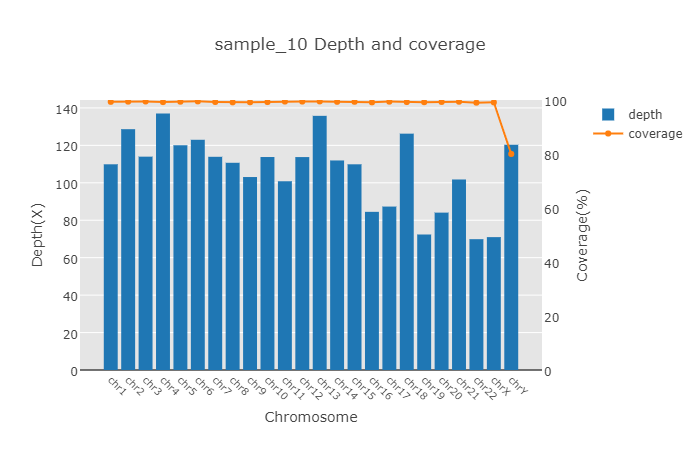 sample_10 Depth and coverage
140
120
100
80
60
40
20
0
Depth(X)
100
80
60
40
20
0
Coverage(%)
depth
coverage
chr1
chr2
chr3
chr4
chr5
chr6
chr7
chr8
chr9
chr10
chr11
chr12
chr13
chr14
chr15
chr16
chr17
chr18
chr19
chr20
chr21
chr22
chrX
chrY
Chromosome